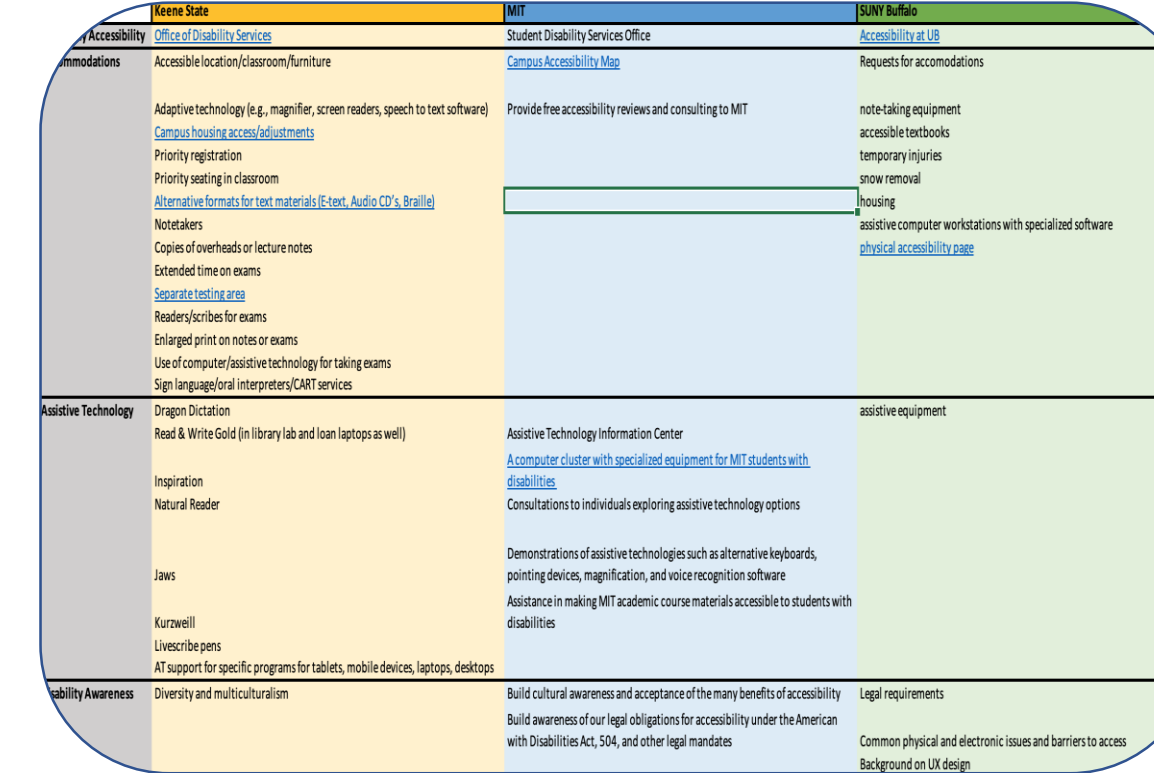 Keene State MIT SUNY Buffalo
Accessibility Office of Disability Services Student Disability Services Office Accessibility at UB
Accessible location/classroom/furniture Campus Accessibility Map Requests for accomodations
Adaptive technology (e.g., magnifier, screen readers, speech to text software) Provide free accessibility reviews and consulting to MIT note-taking equipment
Campus housing access/adjustments accessible textbooks
Priority registration temporary injuries
Priority seating in classroom snow removal
Alternative formats for text materials (E-text, Audio CD's, Braille) housing
Notetakers assistive computer workstations with specialized software
Copies of overheads or lecture notes physical accessibility page
Extended time on exams
Separate testing area
Readers/scribes for exams
Enlarged print on notes or exams
Use of computer/assistive technology for taking exams
Sign language/oral interpreters/CART services
Assistive Technology Dragon Dictation assistive equipment
Read & Write Gold (in library lab and loan laptops as well) Assistive Technology Information Center
A computer cluster with specialized equipment for MIT students with
Inspiration disabilities
Natural Reader Consultations to individuals exploring assistive technology options
Demonstrations of assistive technologies such as alternative keyboards,
Jaws pointing devices, magnification, and voice recognition software
Assistance in making MIT academic course materials accessible to students with
Kurzweill disabilities
Livescribe pens
AT support for specific programs for tablets, mobile devices, laptops, desktops
Awareness Diversity and multiculturalism Build cultural awareness and acceptance of the many benefits of accessibility Legal requirements
Build awareness of our legal obligations for accessibility under the American
with Disabilities Act, 504, and other legal mandates Common physical and electronic issues and barriers to access
Background on UX design